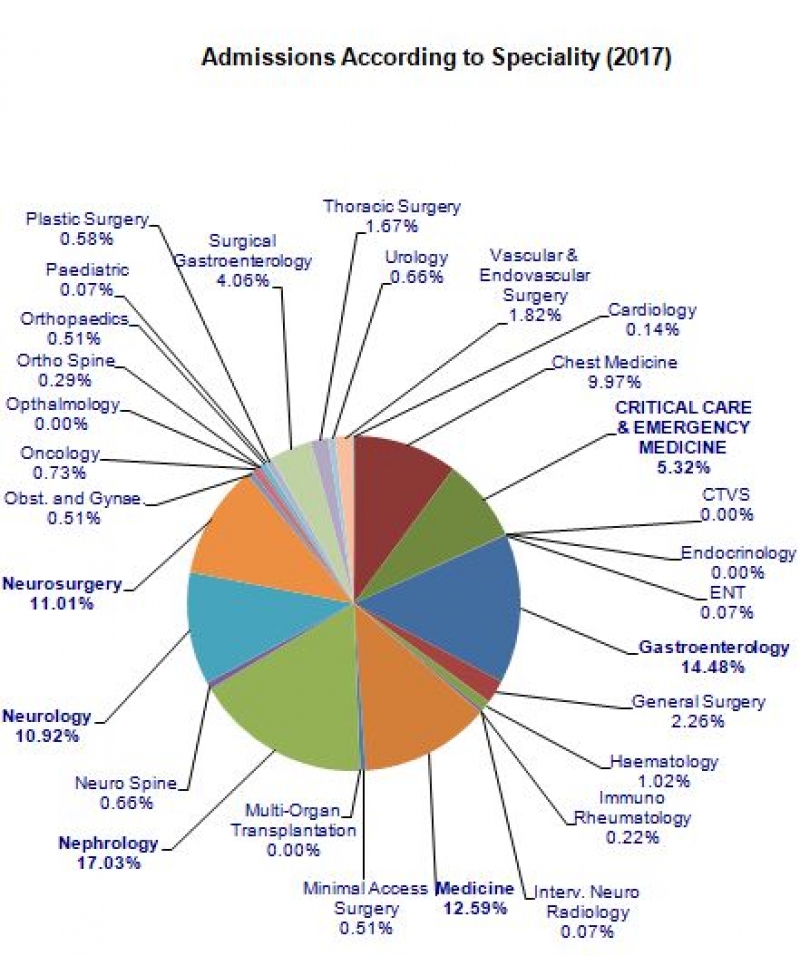 Admissions According to Speciality (2017)
Plastic Surgery
0.58%
Paediatric
0.07%
Orthopaedics
0.51%
Ortho Spine
0.29%
Opthalmology
0.00%
Oncology
0.73%
Obst. and Gynae.
0.51%
Neurosurgery
11.01%
Neurology
10.92%
Neuro Spine
0.66%
Nephrology
17.03%
Surgical
Gastroenterology
4.06%
Thoracic Surgery
1.67%
Urology
0.66%
Vascular &
Endovascular
Surgery
1.82%
Cardiology
0.14%
Chest Medicine
9.97%
CRITICAL CARE
& EMERGENCY
MEDICINE
5.32%
CTVS
0.00%
Endocrinology
0.00%
ENT
0.07%
Gastroenterology
14.48%
General Surgery
2.26%
Haematology
1.02%
Immuno
Rheumatology
0.22%
Interv. Neuro
Radiology
0.07%
Medicine
12.59%
Minimal Access
Surgery
0.51%
Multi-Organ
Transplantation
0.00%